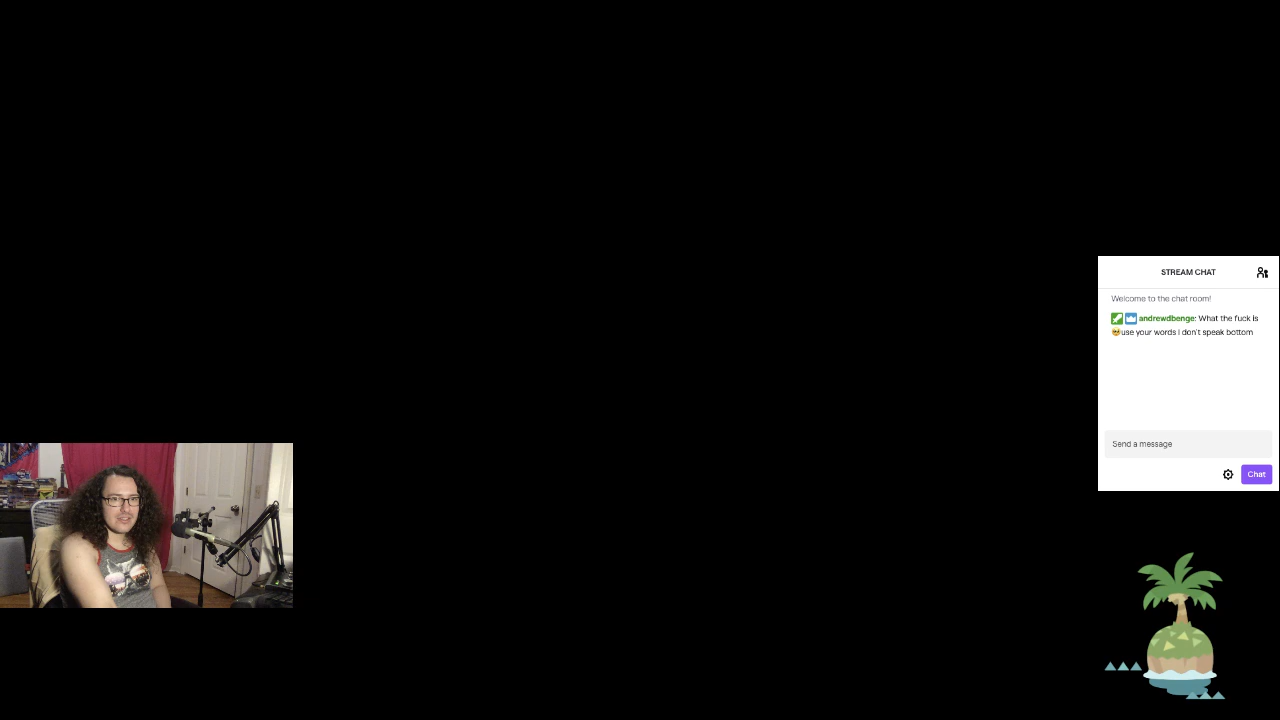 STREAM CHAT
Welcome to the chat room!
andrewdbenge: What the fuck is
🥺use your words i don't speak bottom
Send a message
Chat